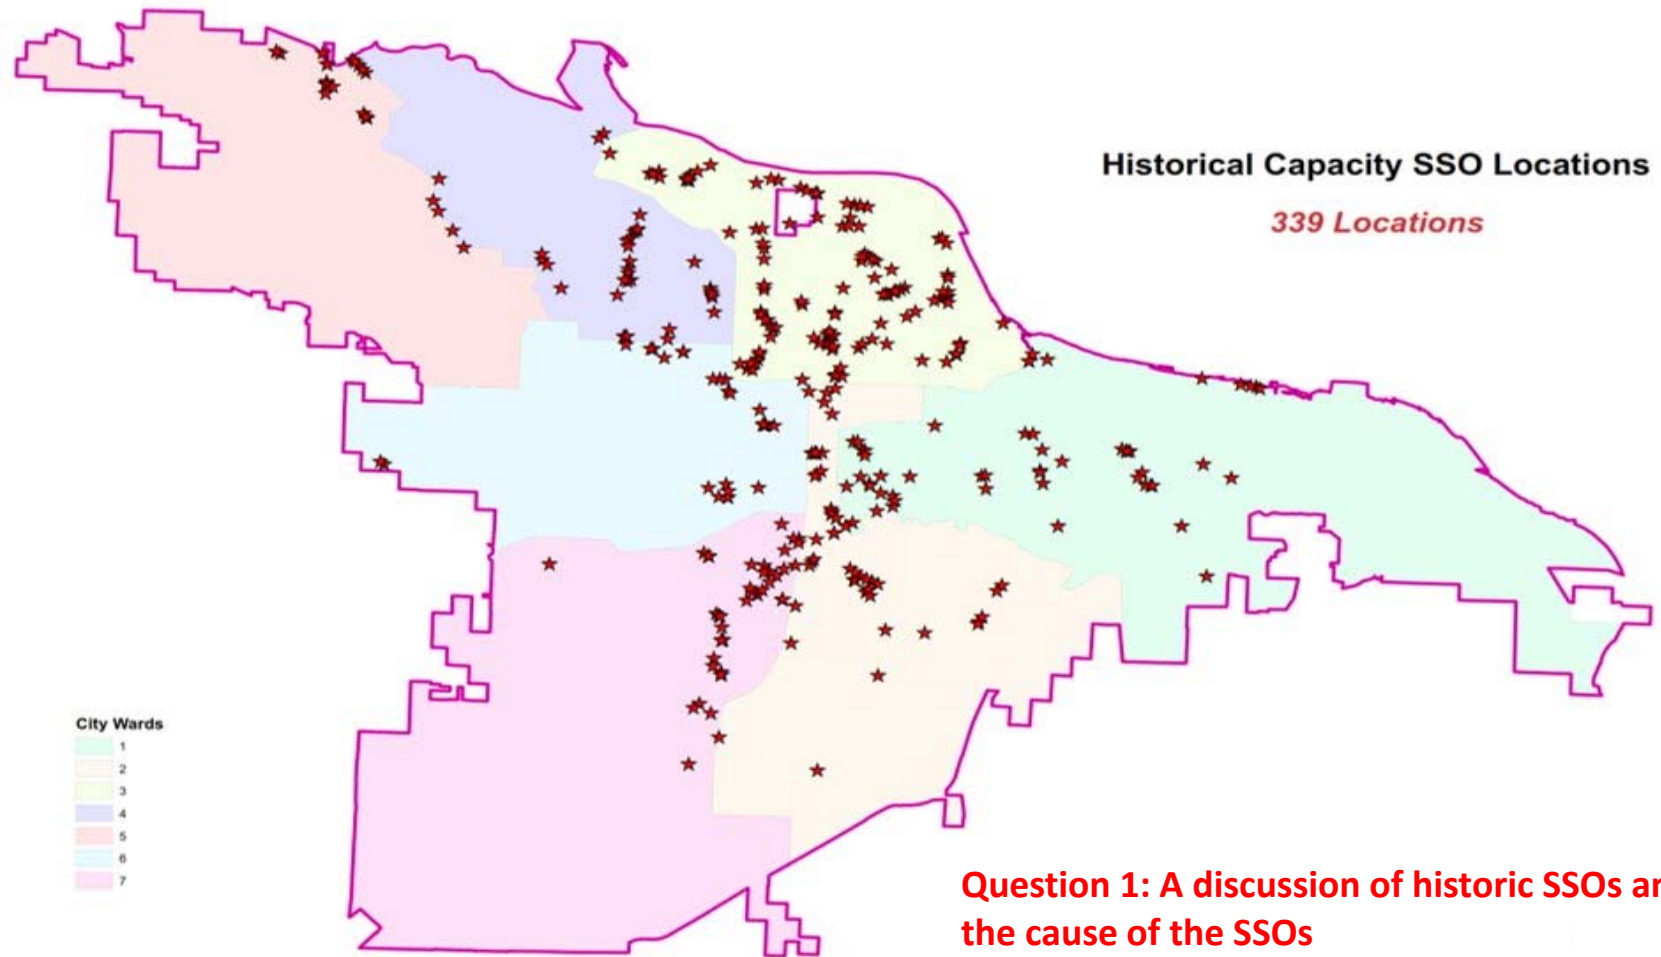 Historical Capacity SSO Locations
339 Locations
City Wards
1
2
3
4
5
6
7
Question 1: A discussion of historic SSOs
the cause of the SSOs